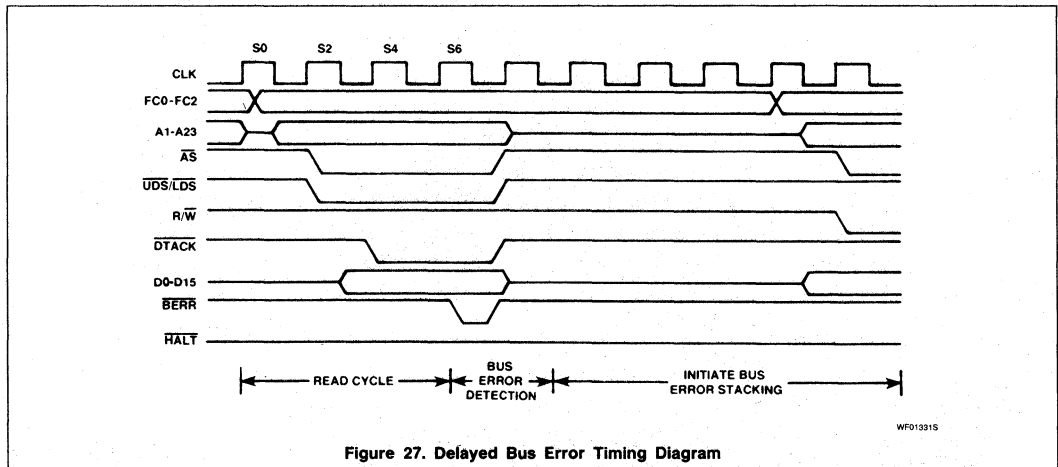 S0 S2 S4 S6
CLK
FC0-FC2
A1-A23
AS
UDS/LDS
R/W
DTACK
D0-D15
BERR
HALT
READ CYCLE
BUS
ERROR
DETECTION
INITIATE BUS
ERROR STACKING
WF01331S
Figure 27. Delayed Bus Error Timing Diagram